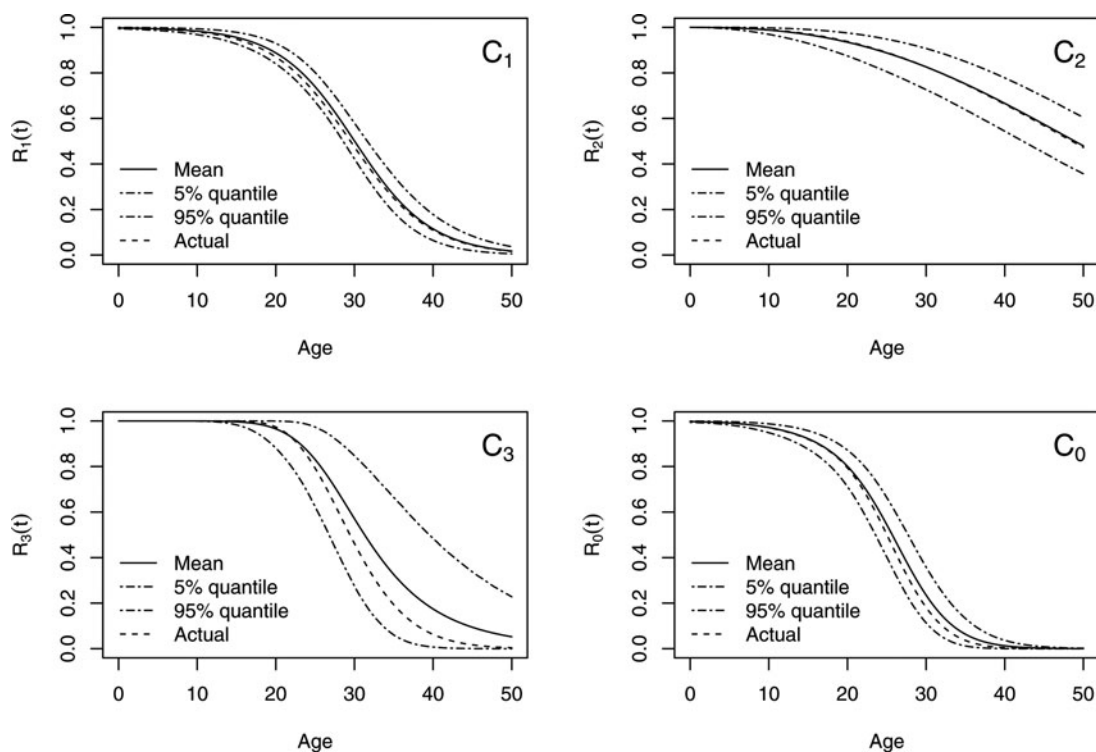 C1
R1(t)
1.0
0.8
0.6
0.4
0.2
0.0
Mean
5% quantile
95% quantile
Actual
0 10 20 30 40 50
Age
C2
R2(t)
1.0
0.8
0.6
0.4
0.2
0.0
Mean
5% quantile
95% quantile
Actual
0 10 20 30 40 50
Age
C3
R3(t)
1.0
0.8
0.6
0.4
0.2
0.0
Mean
5% quantile
95% quantile
Actual
0 10 20 30 40 50
Age
C0
R0(t)
1.0
0.8
0.6
0.4
0.2
0.0
Mean
5% quantile
95% quantile
Actual
0 10 20 30 40 50
Age